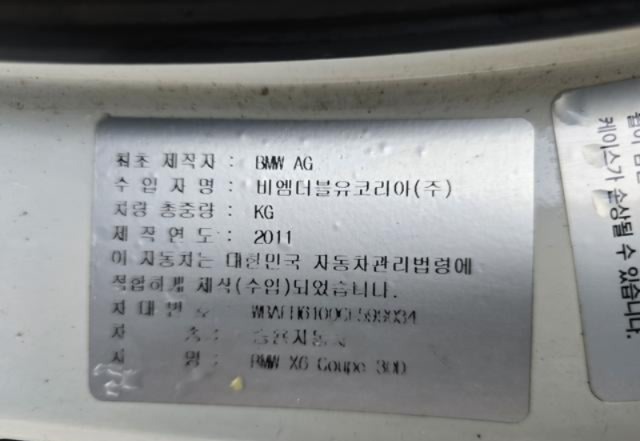 최초 제작자 : BMW AG
수 입 자 명 : 비엠더블유코리아(주)
차량 총중량 : KG
제 작 연 도 : 2011
이 자동차는 대한민국 자동차관리법령에
적합하게 제작(수입)되었습니다.
차 대 번 호 :
차 종 : 승용자동차
차 명 : BMW X6 Coupe 30D
케이스가 손상될 수 있습니다.